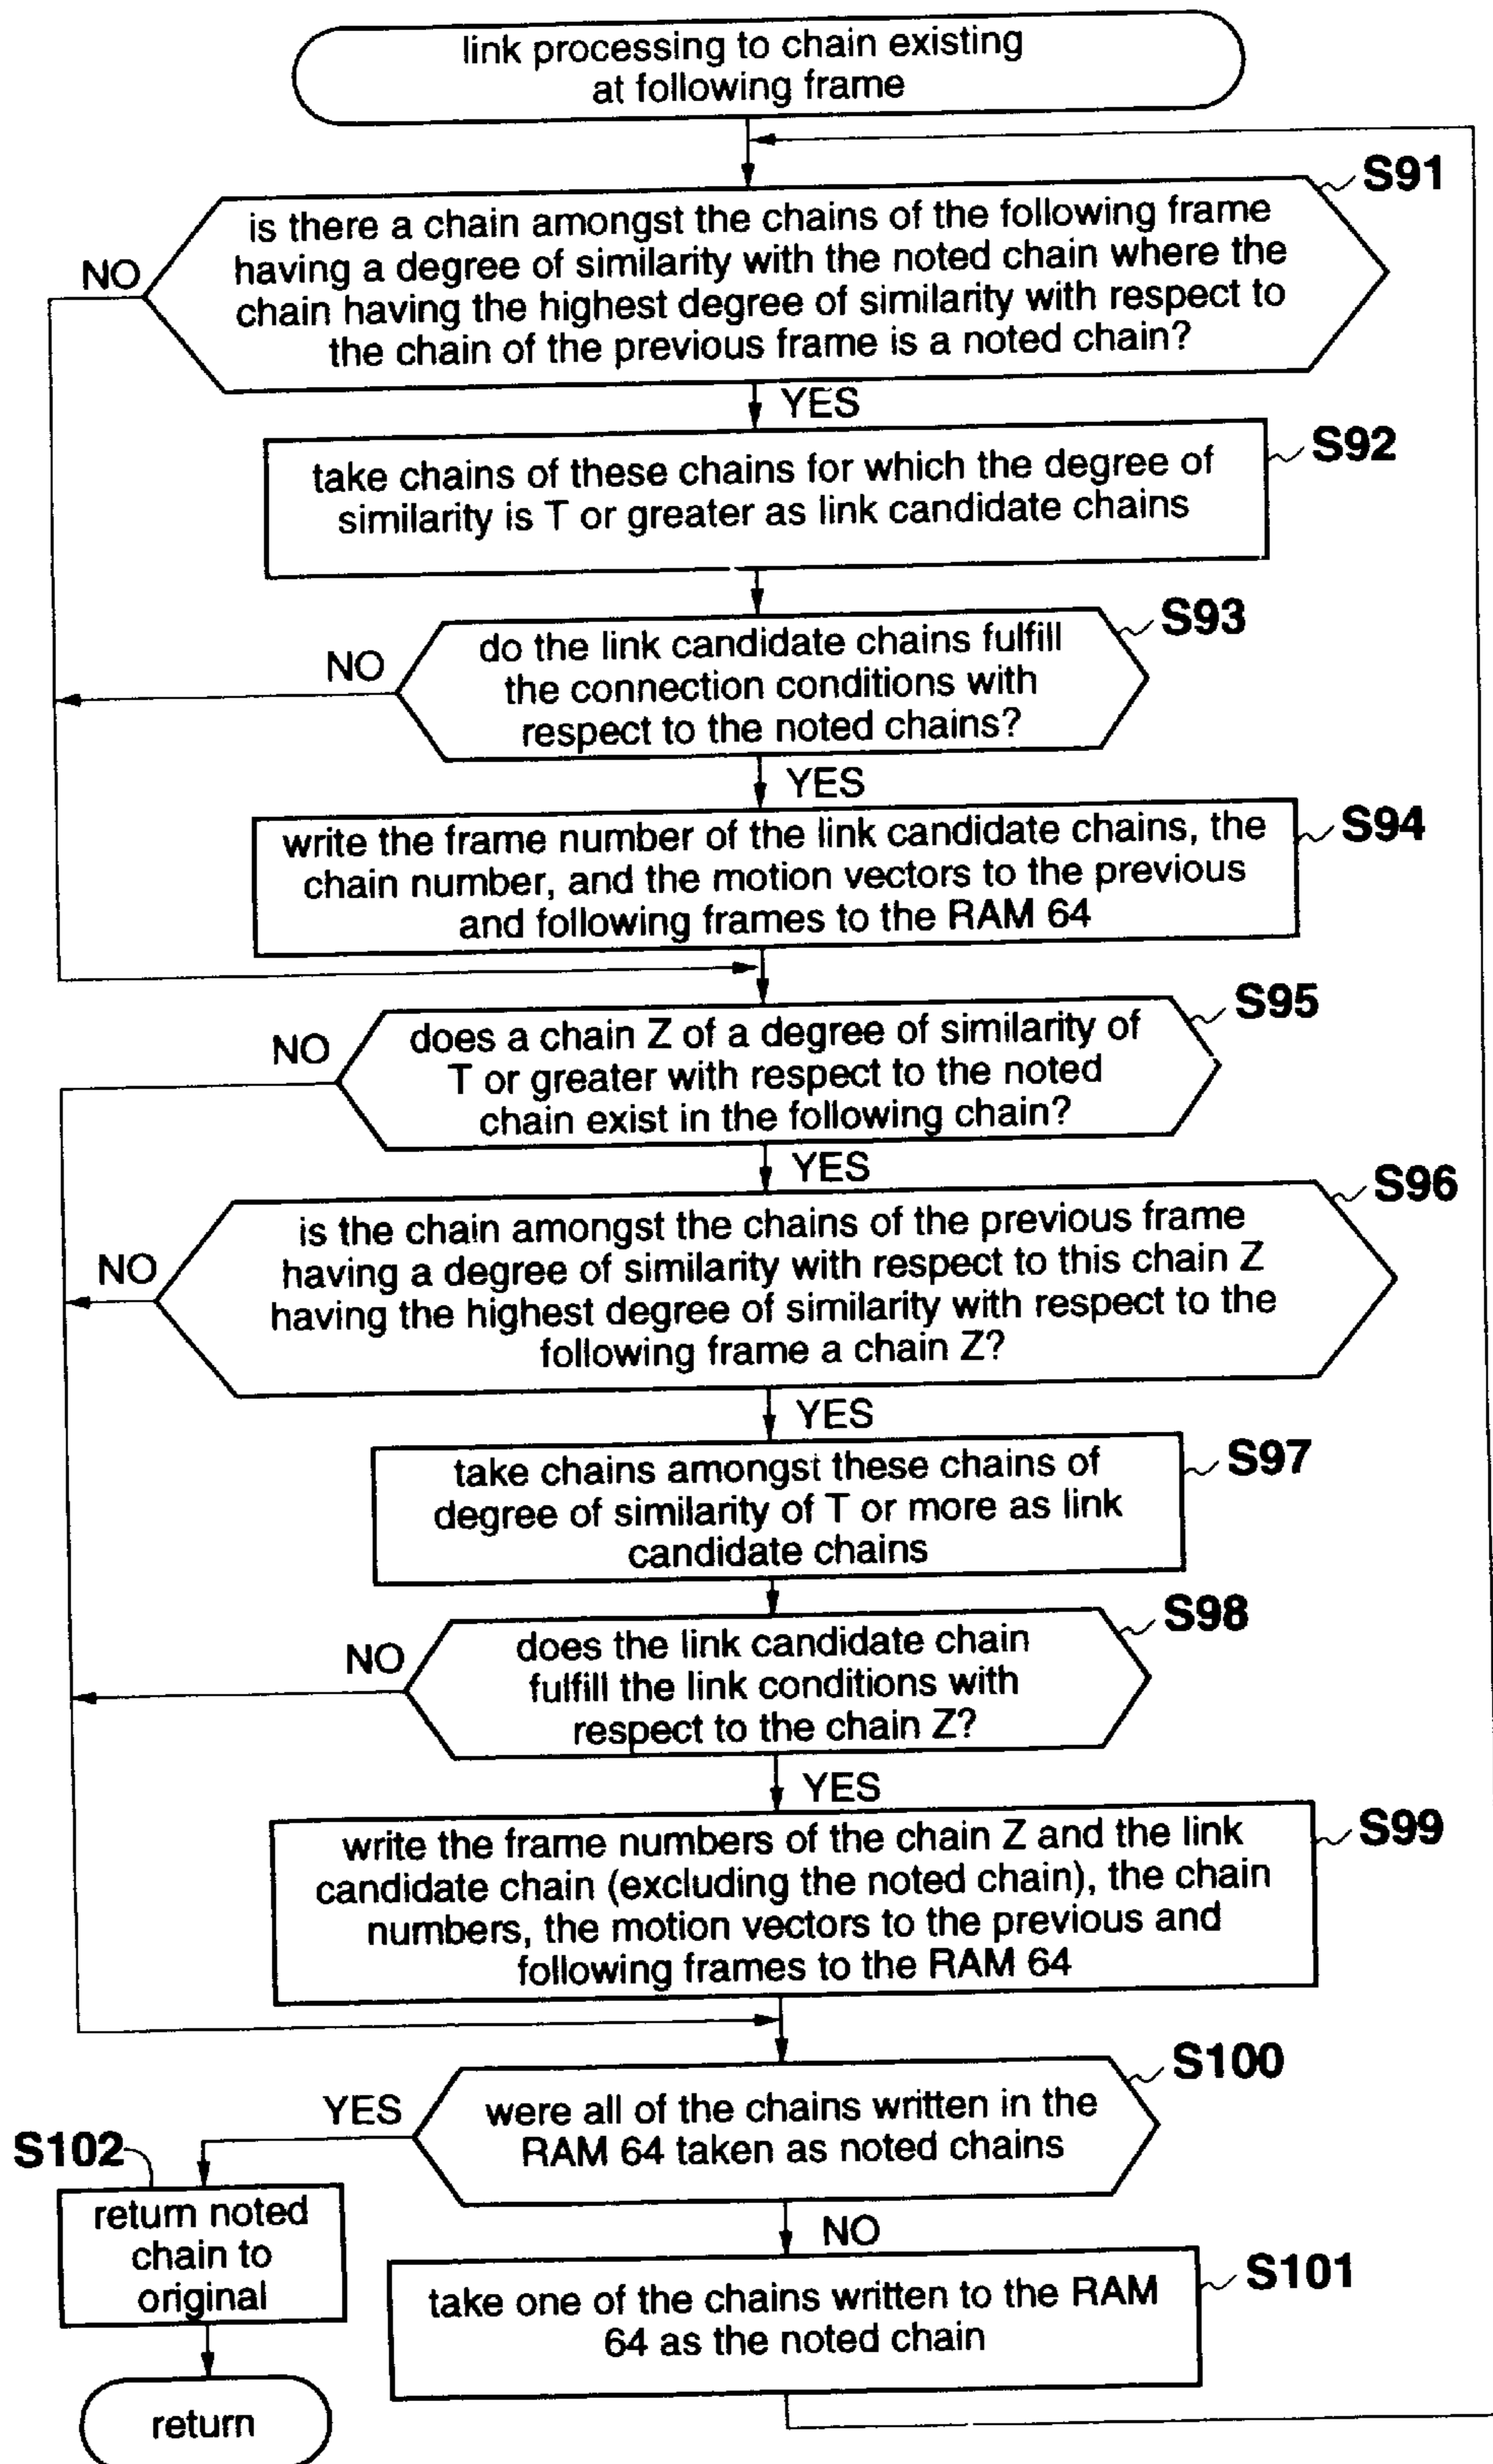 link processing to chain existing
at following frame
S91
is there a chain amongst the chains of the following frame
having a degree of similarity with the noted chain where the
chain having the highest degree of similarity with respect to
the chain of the previous frame is a noted chain?
NO
YES
S92
take chains of these chains for which the degree of
similarity is T or greater as link candidate chains
S93
do the link candidate chains fulfill
the connection conditions with
respect to the noted chains?
NO
YES
S94
write the frame number of the link candidate chains, the
chain number, and the motion vectors to the previous
and following frames to the RAM 64
S95
does a chain Z of a degree of similarity of
T or greater with respect to the noted
chain exist in the following chain?
NO
YES
S96
is the chain amongst the chains of the previous frame
having a degree of similarity with respect to this chain Z
having the highest degree of similarity with respect to the
following frame a chain Z?
NO
YES
S97
take chains amongst these chains of
degree of similarity of T or more as link
candidate chains
S98
does the link candidate chain
fulfill the link conditions with
respect to the chain Z?
NO
YES
S99
write the frame numbers of the chain Z and the link
candidate chain (excluding the noted chain), the chain
numbers, the motion vectors to the previous and
following frames to the RAM 64
S100
were all of the chains written in the
RAM 64 taken as noted chains
YES
NO
S102
return noted
chain to
original
S101
take one of the chains written to the RAM
64 as the noted chain
return